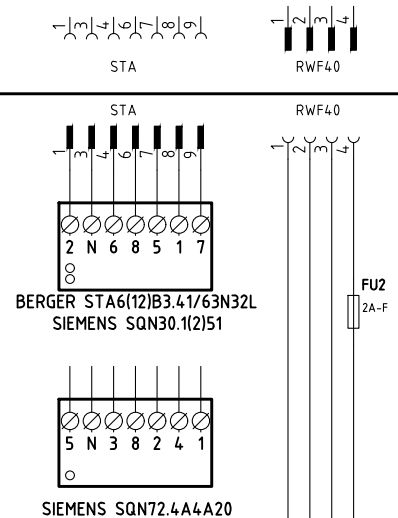 1 3 4 6 7 8 9
1 2 3 4
STA
RWF40
STA
RWF40
1 3 4 6 7 8 9
1 2 3 4
2 N 6 8 5 1 7
FU2
2A-F
BERGER STA6(12)B3.41/63N32L
SIEMENS SQN30.1(2)51
5 N 3 8 2 4 1
SIEMENS SQN72.4A4A20